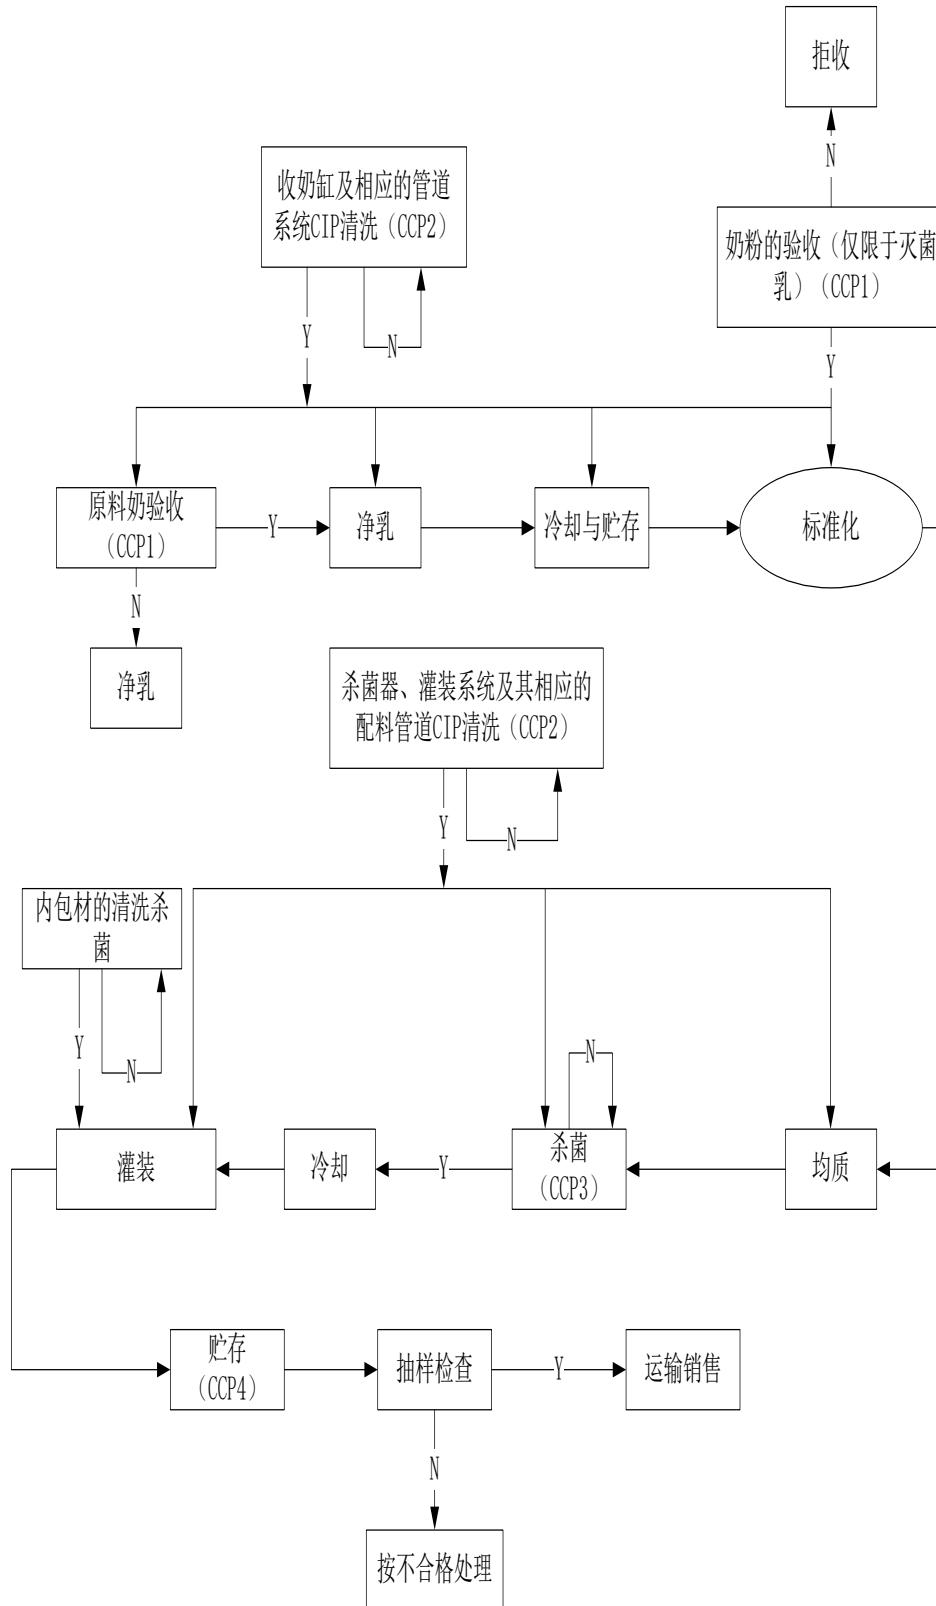 拒收
N
收奶缸及相应的管道
系统CIP清洗（CCP2）
奶粉的验收（仅限于灭菌
乳）（CCP1）
Y
N
Y
原料奶验收
（CCP1）
Y
净乳
冷却与贮存
标准化
N
净乳
杀菌器、灌装系统及其相应的
配料管道CIP清洗（CCP2）
Y
N
内包材的清洗杀
菌
Y
N
N
灌装
冷却
Y
杀菌
（CCP3）
均质
贮存
（CCP4）
抽样检查
Y
运输销售
N
按不合格处理